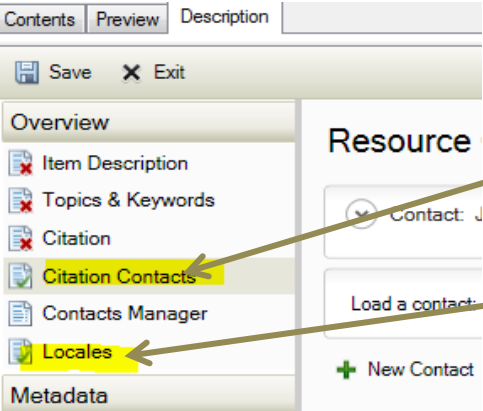 Contents Preview Description
Save Exit
Overview
Item Description
Topics & Keywords
Citation
Citation Contacts
Contacts Manager
Locales
Metadata
Resource
Contact: J
Load a contact:
New Contact